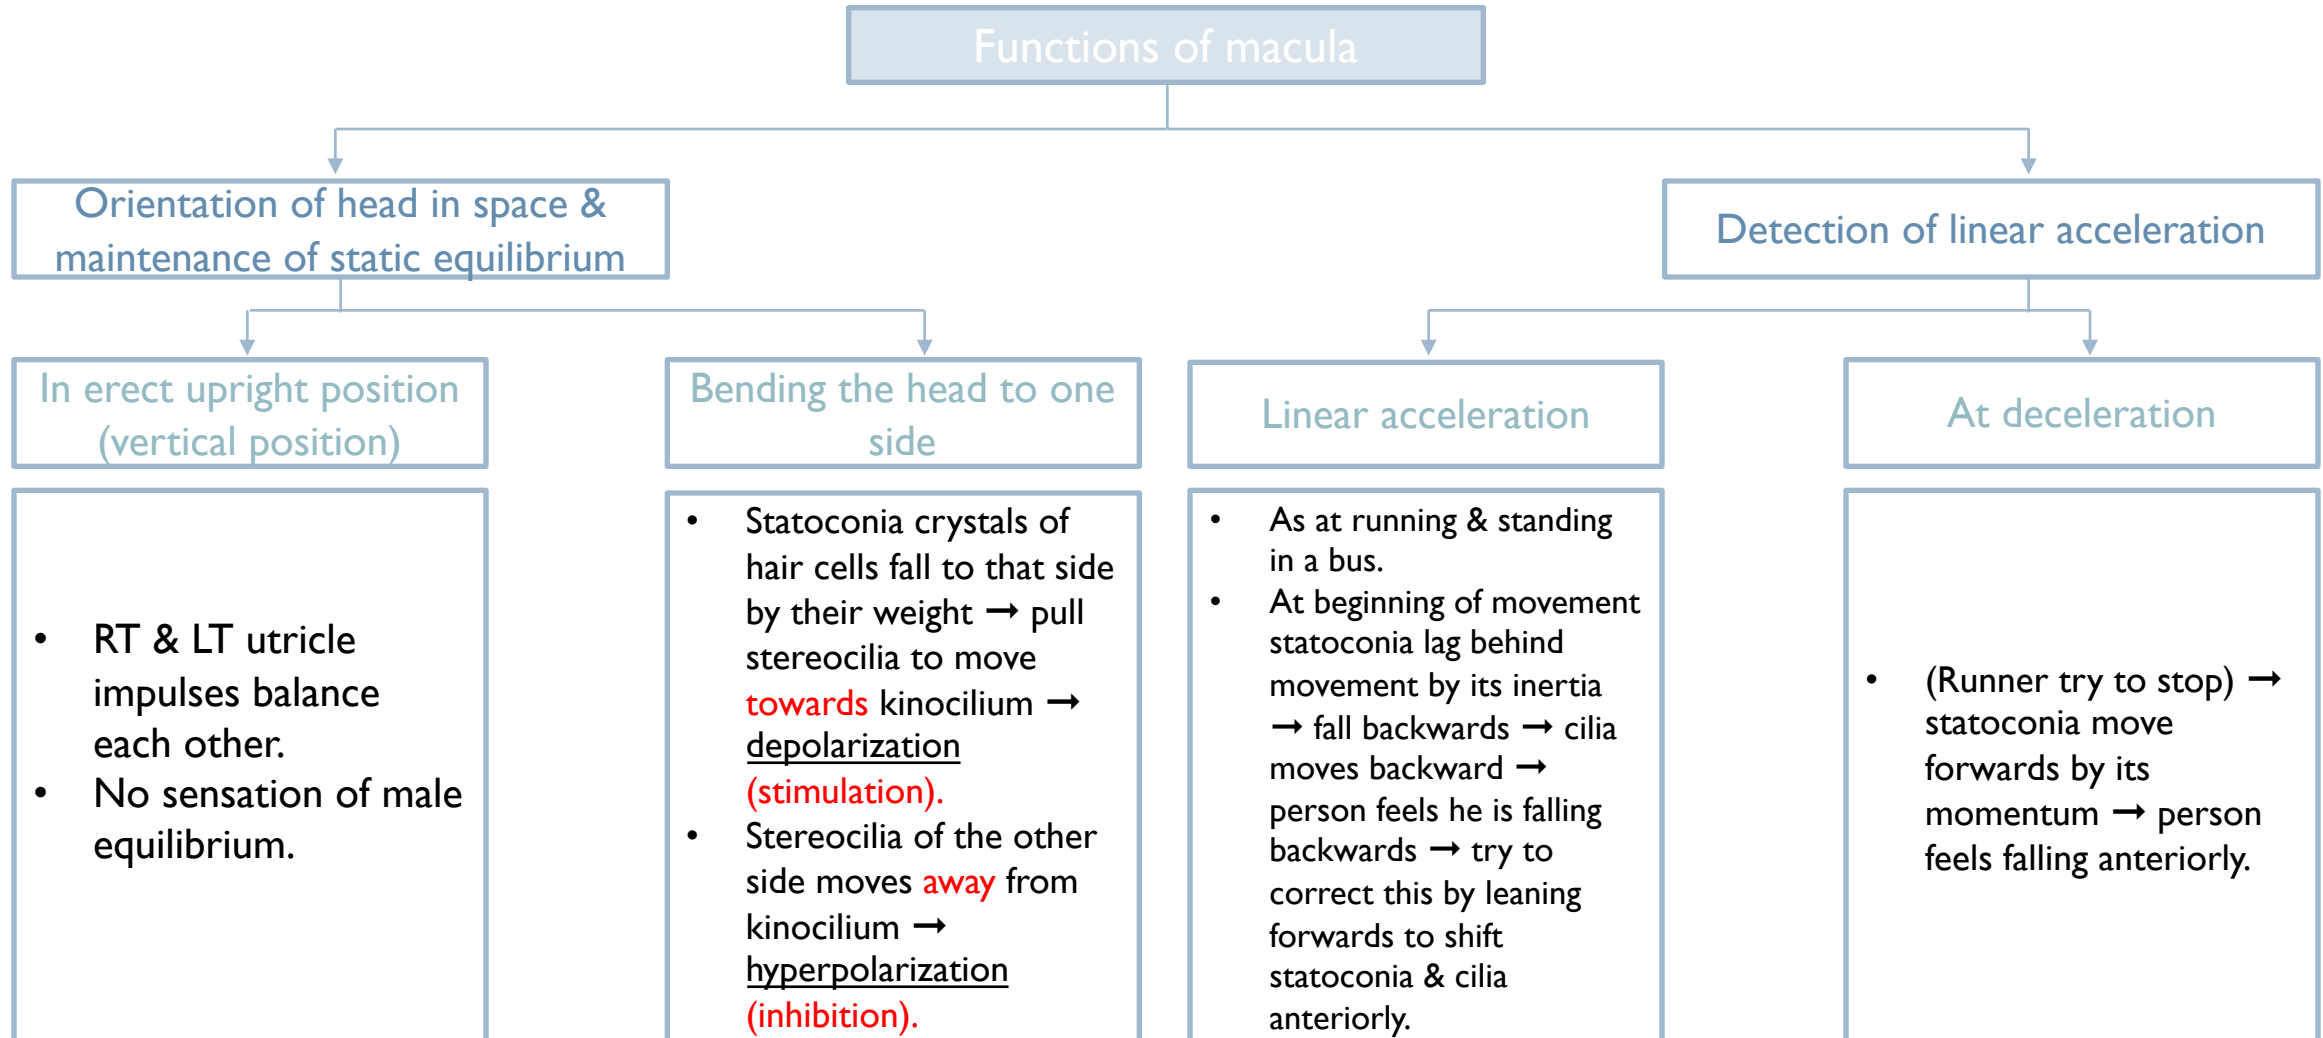 Functions of macula
Orientation of head in space &
maintenance of static equilibrium
Detection of linear acceleration
In erect upright position
(vertical position)
Bending the head to one
side
Linear acceleration
At deceleration
• RT & LT utricle
impulses balance
each other.
• No sensation of male
equilibrium.
• Statoconia crystals of
hair cells fall to that side
by their weight → pull
stereocilia to move
towards kinocilium →
depolarization
(stimulation).
• Stereocilia of the other
side moves away from
kinocilium →
hyperpolarization
(inhibition).
• As at running & standing
in a bus.
• At beginning of movement
statoconia lag behind
movement by its inertia
→ fall backwards → cilia
moves backward →
person feels he is falling
backwards → try to
correct this by leaning
forwards to shift
statoconia & cilia
anteriorly.
• (Runner try to stop) →
statoconia move
forwards by its
momentum → person
feels falling anteriorly.